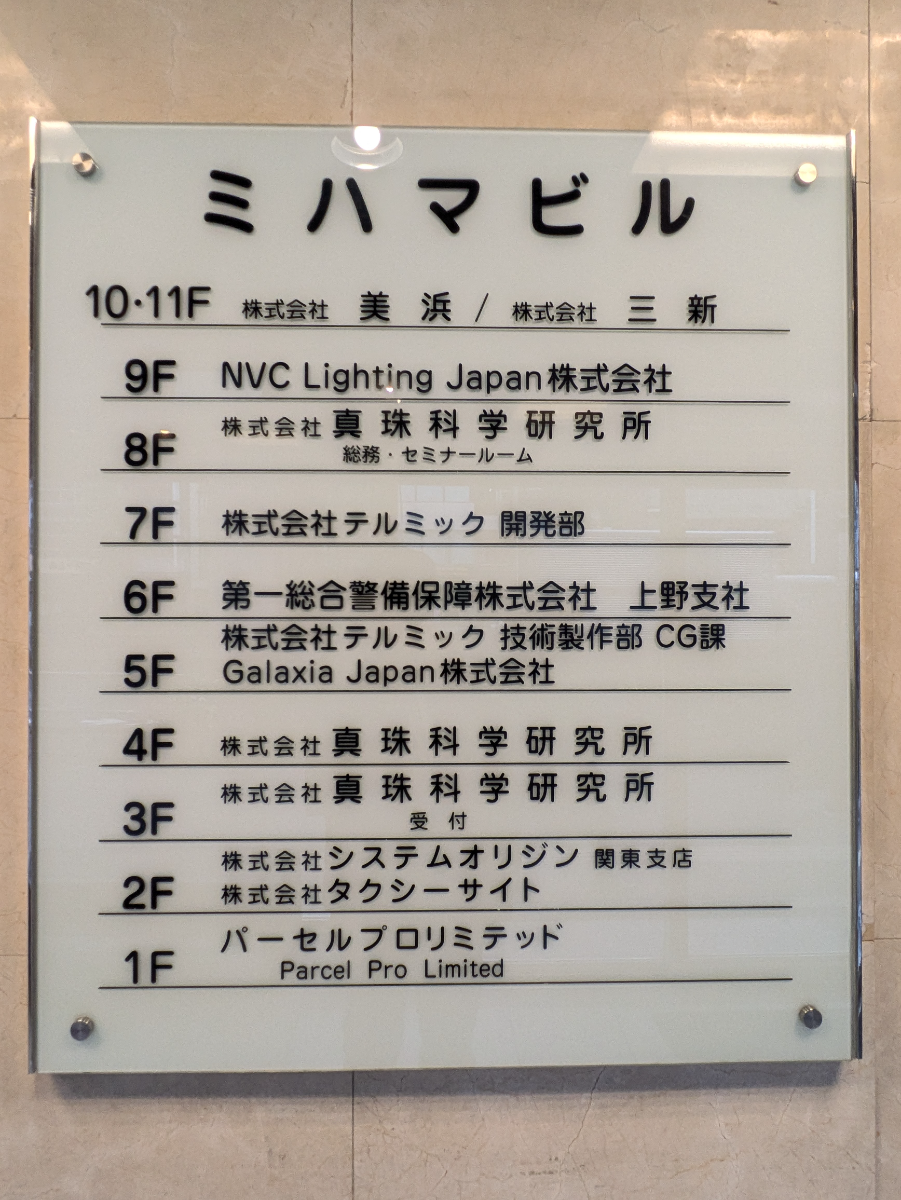 ミハマビル
10・11F 株式会社 美浜 / 株式会社 三新
9F NVC Lighting Japan株式会社
8F 株式会社 真珠科学研究所
総務・セミナールーム
7F 株式会社テルミック 開発部
6F 第一総合警備保障株式会社 上野支社
株式会社テルミック 技術製作部 CG課
5F Galaxia Japan株式会社
4F 株式会社 真珠科学研究所
3F 株式会社 真珠科学研究所
受付
株式会社システムオリジン 関東支店
2F 株式会社タクシーサイト
パーセルプロリミテッド
1F Parcel Pro Limited